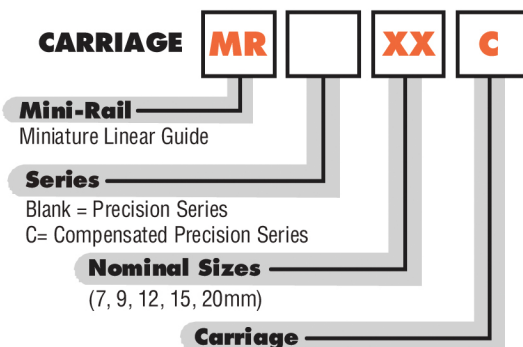 CARRIAGE MR XX C
Mini-Rail
Miniature Linear Guide
Series
Blank = Precision Series
C= Compensated Precision Series
Nominal Sizes
(7, 9, 12, 15, 20mm)
Carriage